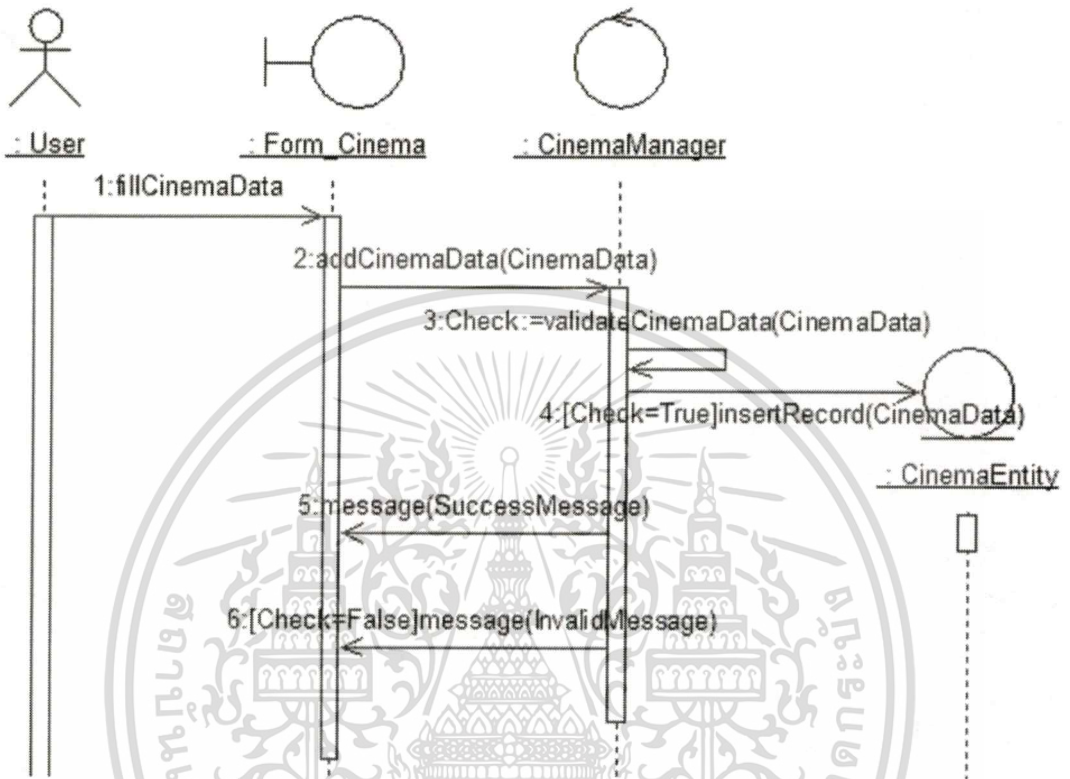 : User
: Form_Cinema
: CinemaManager
1:fillCinemaData
2:addCinemaData(CinemaData)
3:Check:=validateCinemaData(CinemaData)
4:[Check=True]insertRecord(CinemaData)
: CinemaEntity
5:message(SuccessMessage)
6:[Check=False]message(InvalidMessage)